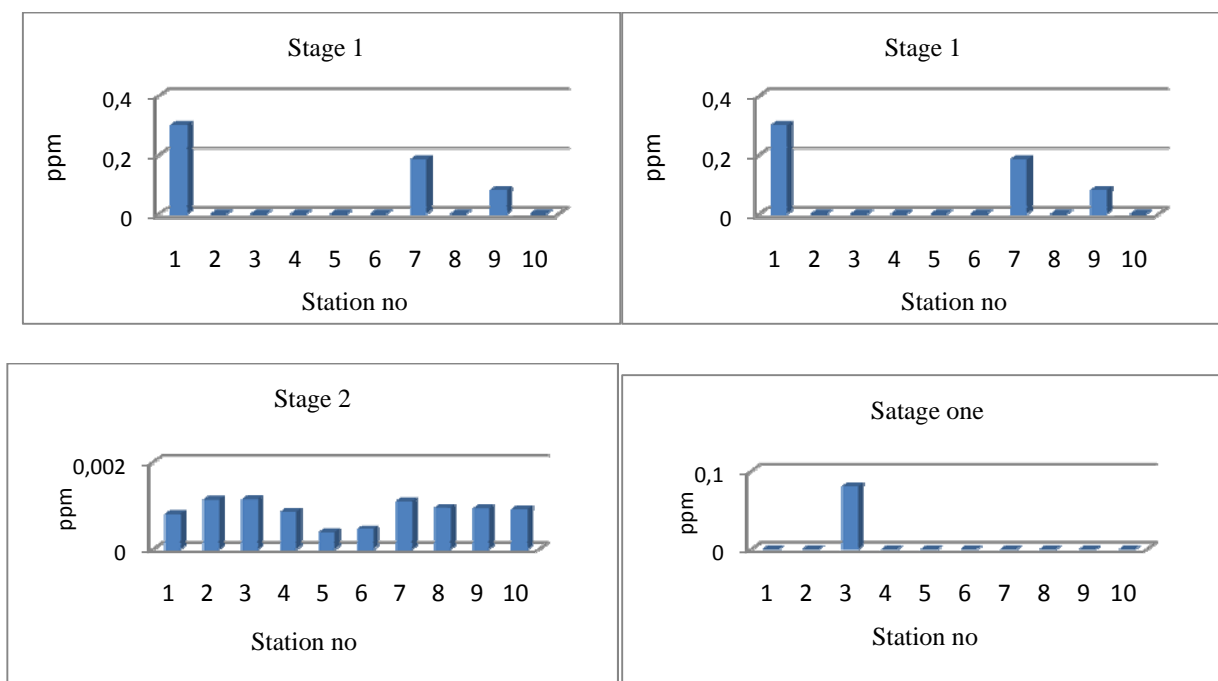 Stage 1
0,4
0,2
0
ppm
1 2 3 4 5 6 7 8 9 10
Station no
Stage 1
0,4
0,2
0
ppm
1 2 3 4 5 6 7 8 9 10
Station no
Stage 2
0,002
0
ppm
1 2 3 4 5 6 7 8 9 10
Station no
Satage one
0,1
0
ppm
1 2 3 4 5 6 7 8 9 10
Station no